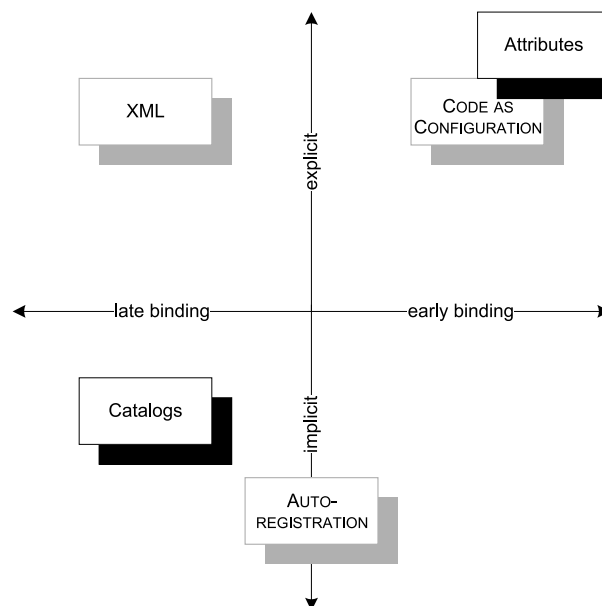 Attributes
XML
CODE AS
CONFIGURATION
explicit
late binding
early binding
Catalogs
implicit
AUTO-
REGISTRATION